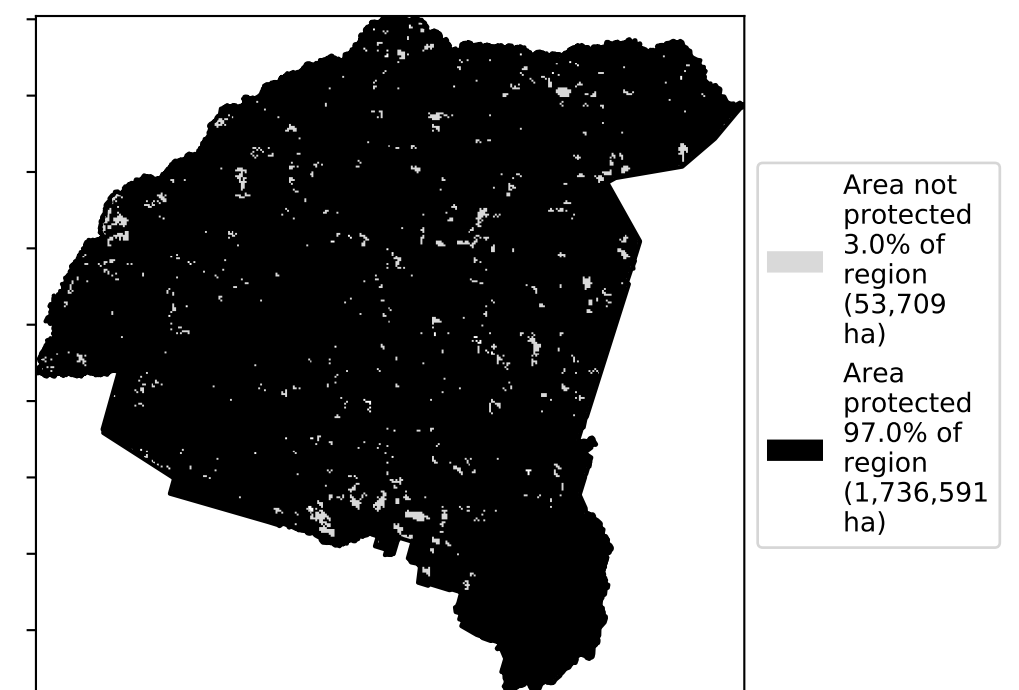 Area not
protected
3.0% of
region
(53,709
ha)
Area
protected
97.0% of
region
(1,736,591
ha)